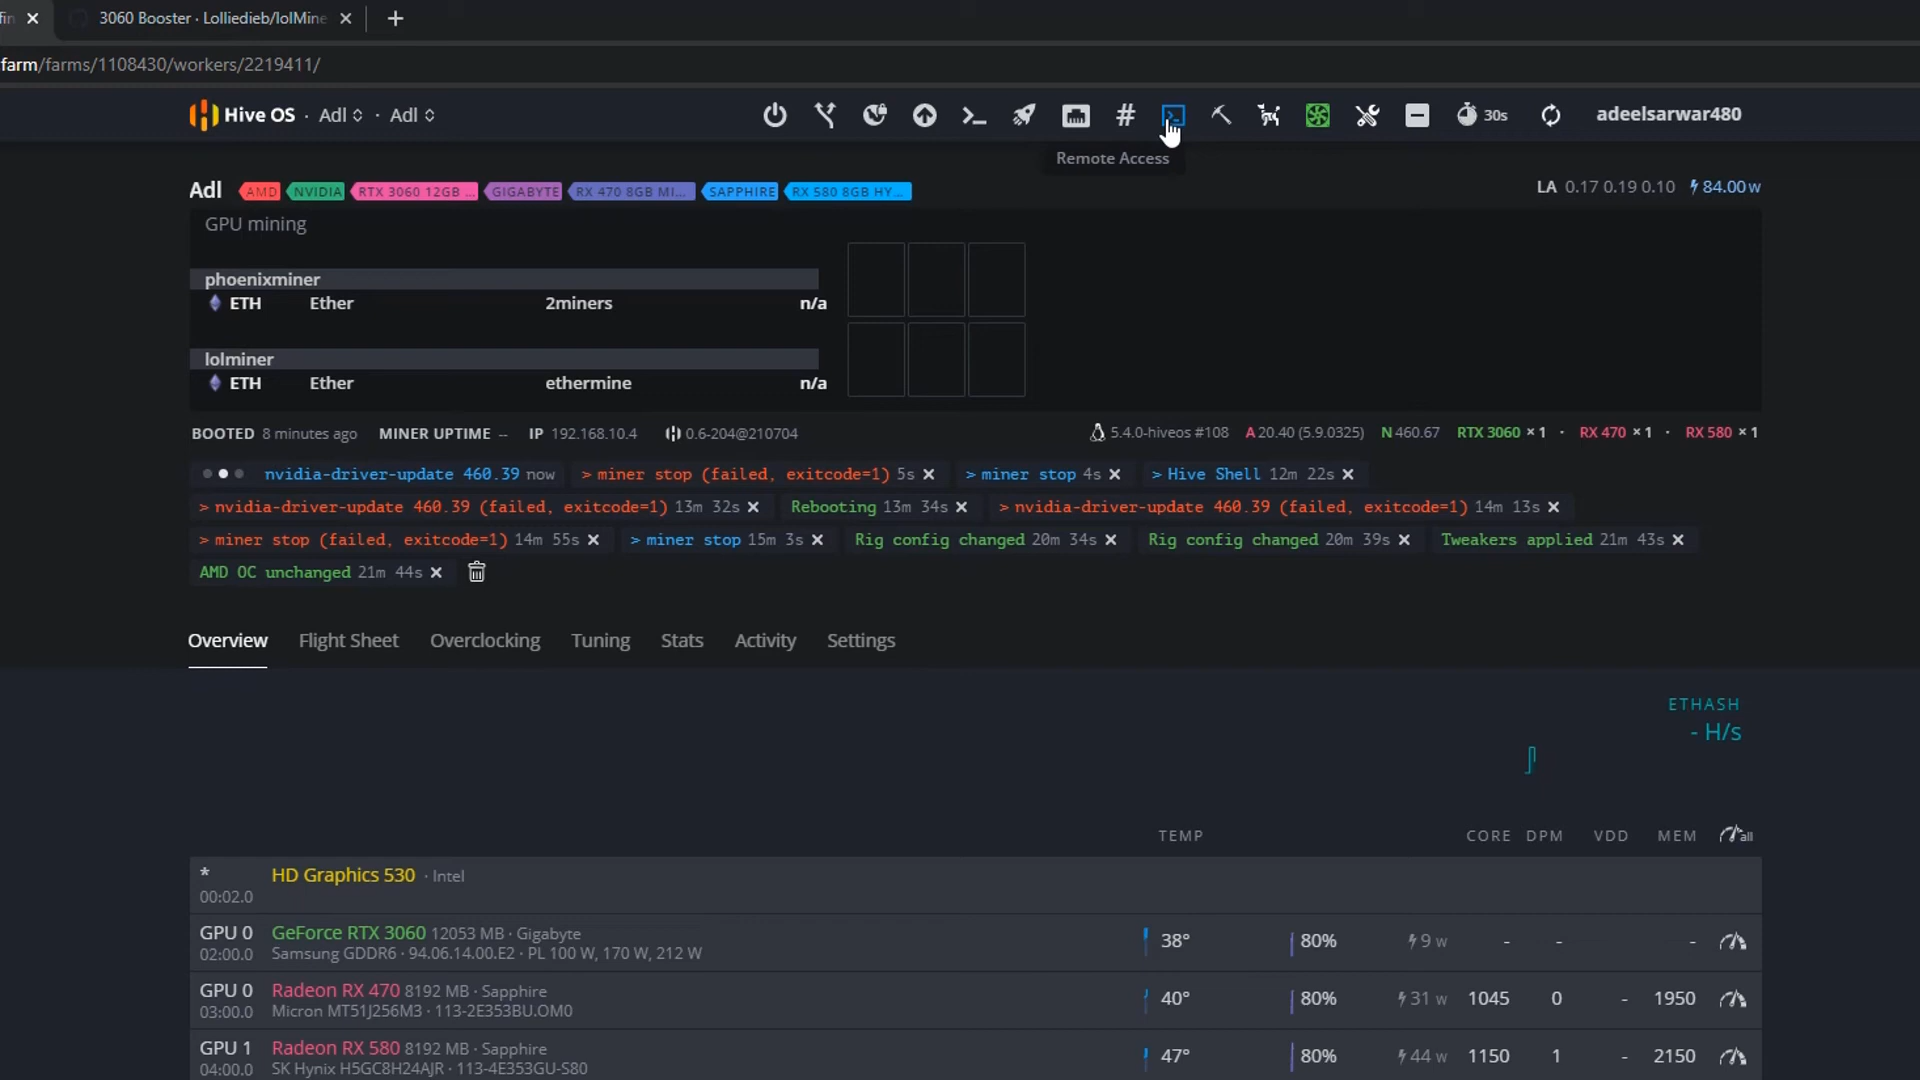 fin × 3060 Booster · Lolliedieb/lolMine × +
farm/farms/1108430/workers/2219411/
Hive OS · Adl · Adl 30s adeelsarwar480
Remote Access
Adl AMD NVIDIA RTX 3060 12GB ... GIGABYTE RX 470 8GB MI... SAPPHIRE RX 580 8GB HY... LA 0.17 0.19 0.10 84.00 w
GPU mining
phoenixminer
ETH Ether 2miners n/a
lolminer
ETH Ether ethermine n/a
BOOTED 8 minutes ago MINER UPTIME -- IP 192.168.10.4 0.6-204@210704 5.4.0-hiveos #108 A 20.40 (5.9.0325) N 460.67 RTX 3060 × 1 · RX 470 × 1 · RX 580 × 1
nvidia-driver-update 460.39 now > miner stop (failed, exitcode=1) 5s × > miner stop 4s × > Hive Shell 12m 22s ×
> nvidia-driver-update 460.39 (failed, exitcode=1) 13m 32s × Rebooting 13m 34s × > nvidia-driver-update 460.39 (failed, exitcode=1) 14m 13s ×
> miner stop (failed, exitcode=1) 14m 55s × > miner stop 15m 3s × Rig config changed 20m 34s × Rig config changed 20m 39s × Tweakers applied 21m 43s ×
AMD OC unchanged 21m 44s ×
Overview Flight Sheet Overclocking Tuning Stats Activity Settings
ETHASH
- H/s
TEMP CORE DPM VDD MEM all
* HD Graphics 530 · Intel
00:02.0
GPU 0 GeForce RTX 3060 12053 MB · Gigabyte 38° 80% 9 w - - -
02:00.0 Samsung GDDR6 · 94.06.14.00.E2 · PL 100 W, 170 W, 212 W
GPU 0 Radeon RX 470 8192 MB · Sapphire 40° 80% 31 w 1045 0 - 1950
03:00.0 Micron MT51J256M3 · 113-2E353BU.OM0
GPU 1 Radeon RX 580 8192 MB · Sapphire 47° 80% 44 w 1150 1 - 2150
04:00.0 SK Hynix H5GC8H24AJR · 113-4E353GU-S80